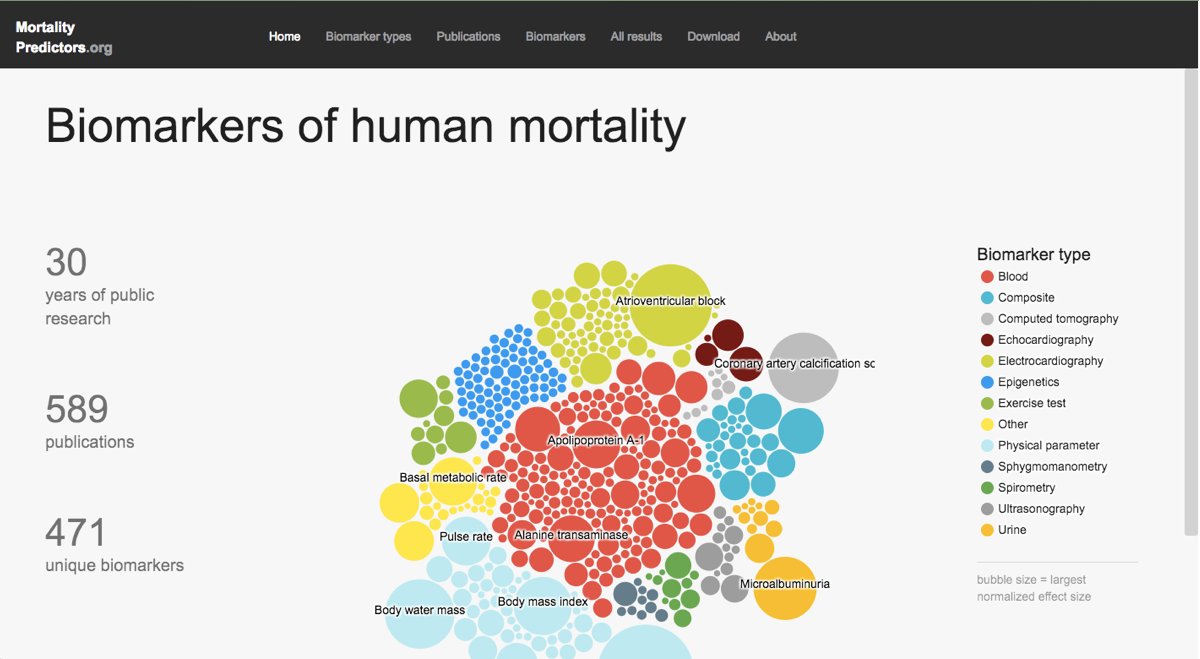 Mortality
Predictors.org
Home Biomarker types Publications Biomarkers All results Download About
Biomarkers of human mortality
30
years of public
research
589
publications
471
unique biomarkers
Atrioventricular block
Coronary artery calcification sc
Apolipoprotein A-1
Basal metabolic rate
Pulse rate
Alanine transaminase
Microalbuminuria
Body mass index
Body water mass
Biomarker type
Blood
Composite
Computed tomography
Echocardiography
Electrocardiography
Epigenetics
Exercise test
Other
Physical parameter
Sphygmomanometry
Spirometry
Ultrasonography
Urine
bubble size = largest
normalized effect size